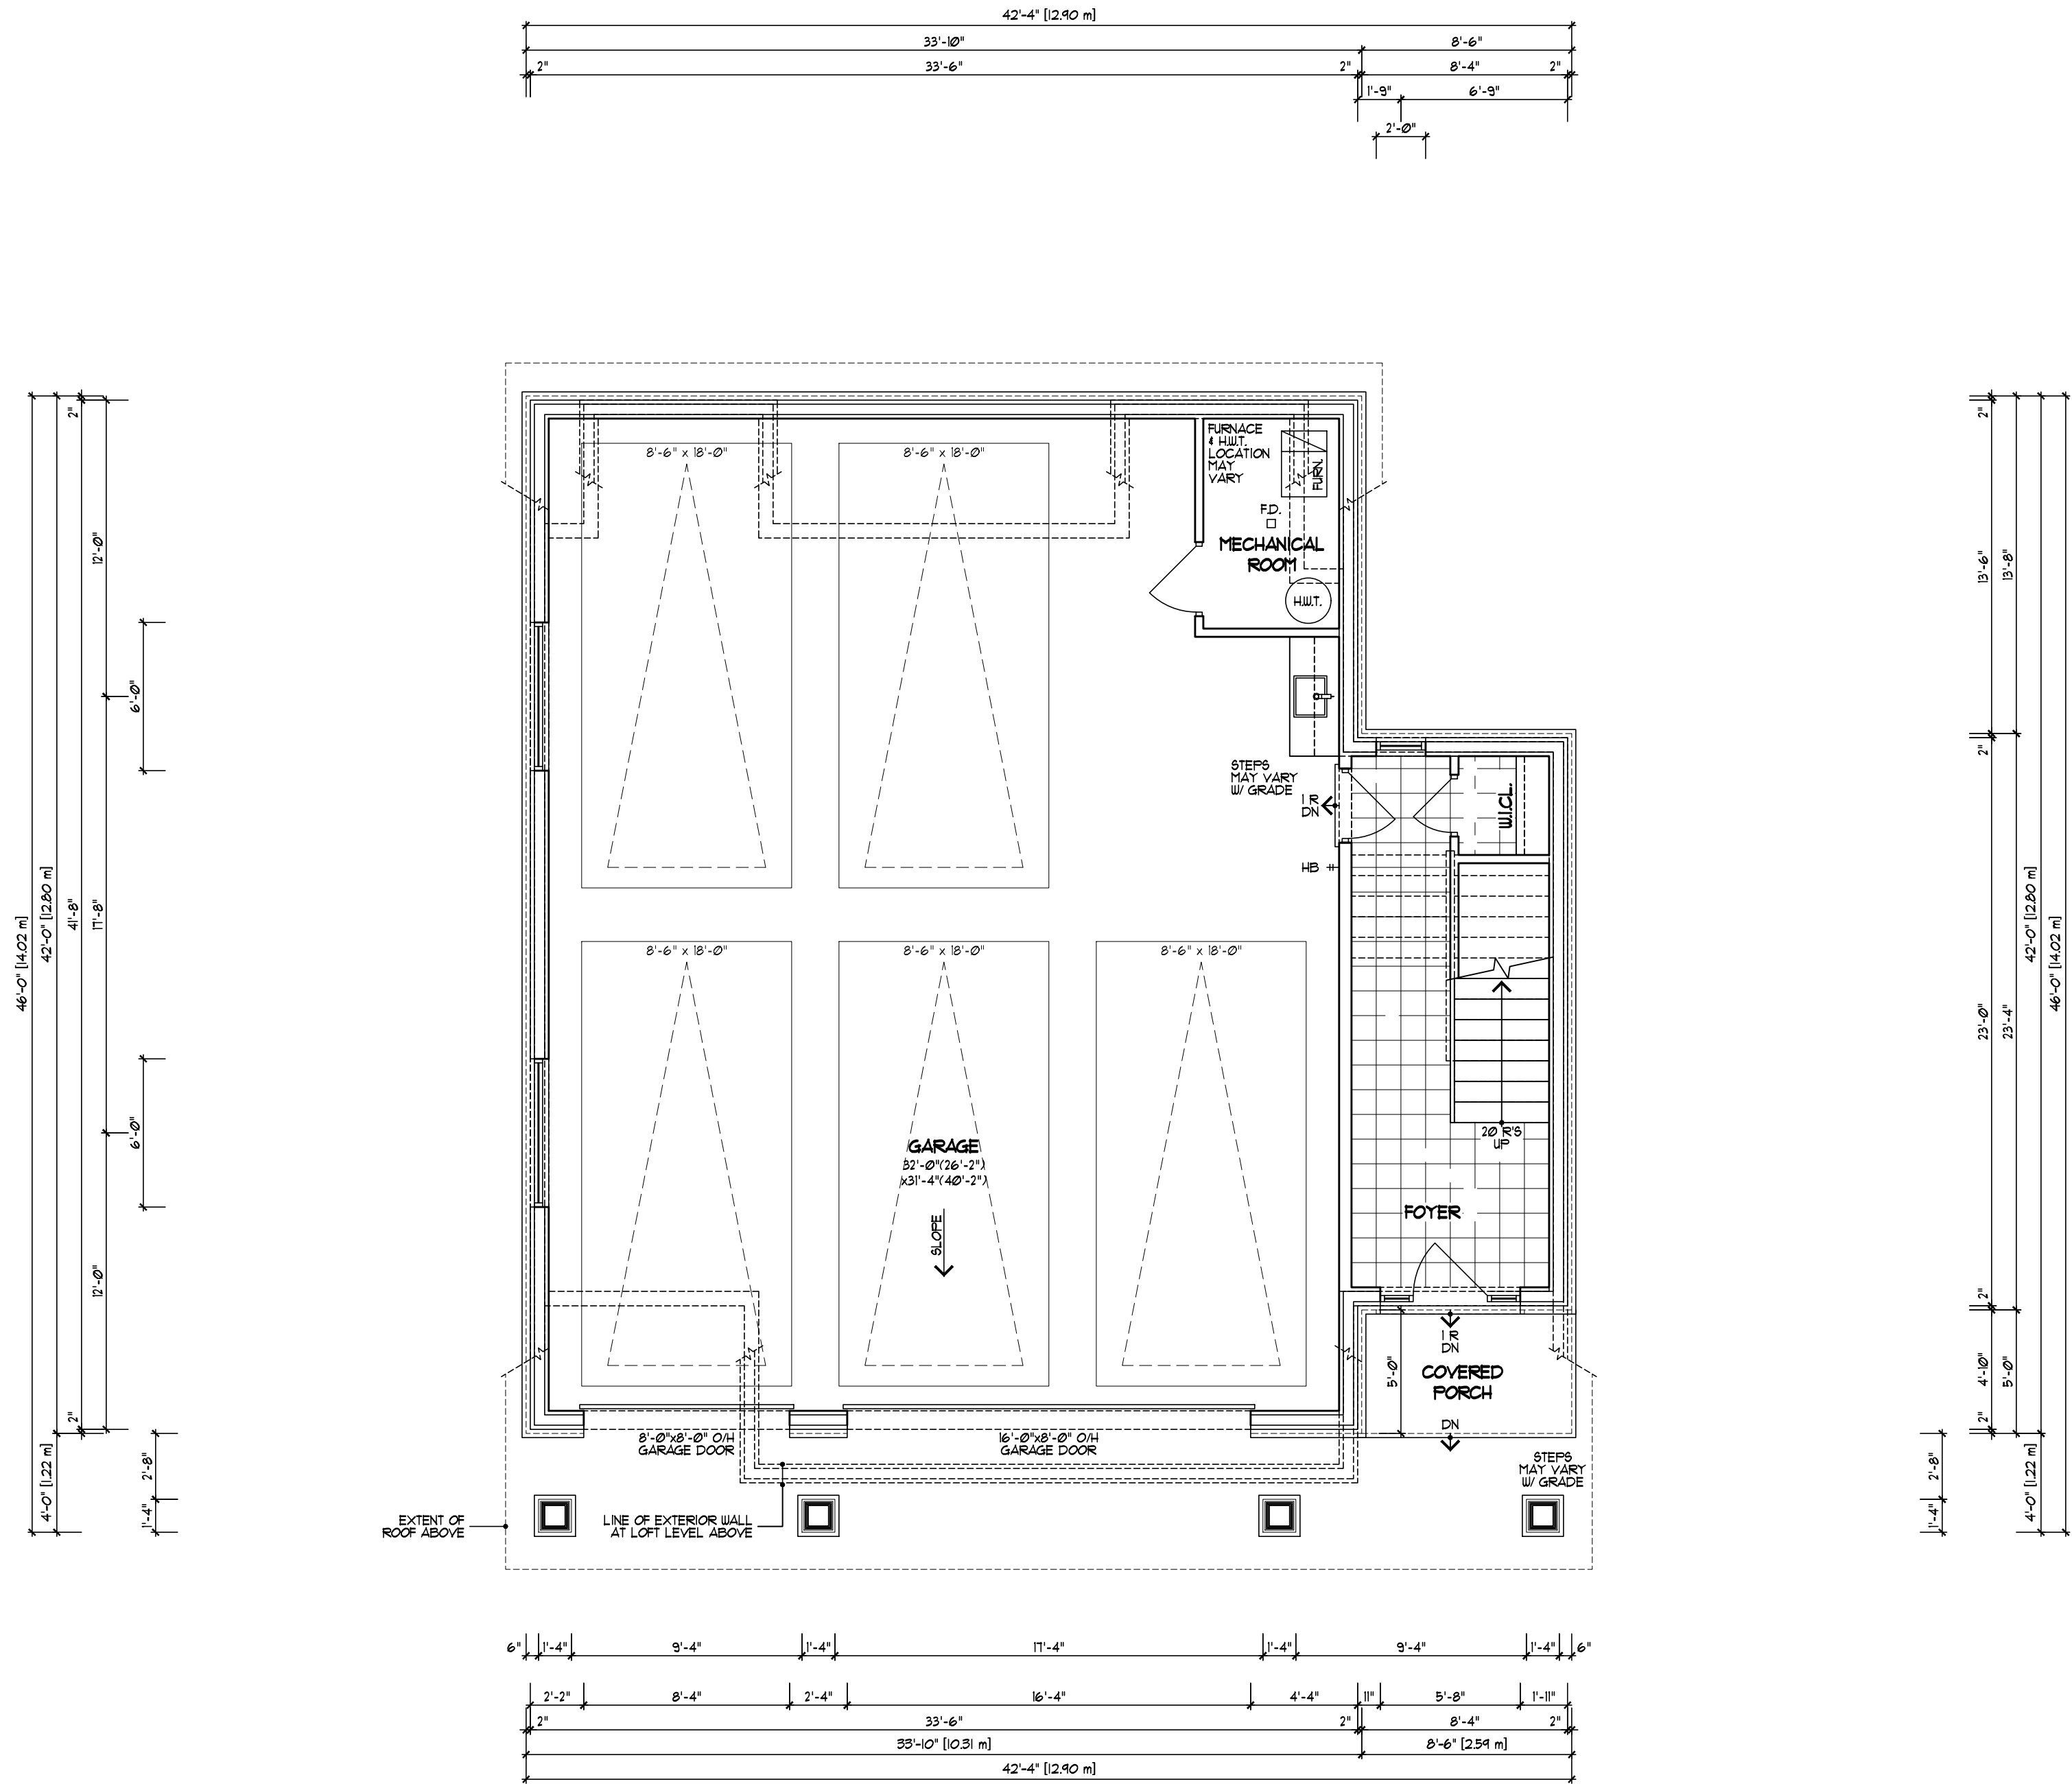 42'-4" [12.90 m]
33'-10"
8'-6"
2"
33'-6"
2"
8'-4"
2"
1'-9"
6'-9"
2'-0"
46'-0" [14.02 m]
42'-0" [12.80 m]
4'-0" [1.22 m]
2"
41'-8"
2"
12'-0"
17'-8"
12'-0"
6'-0"
6'-0"
2'-8"
1'-4"
8'-6" x 18'-0"
8'-6" x 18'-0"
FURNACE
& H.W.T.
LOCATION
MAY
VARY
FURN.
F.D.
MECHANICAL
ROOM
H.W.T.
STEPS
MAY VARY
W/ GRADE
1 R
DN
W.I.CL.
HB
8'-6" x 18'-0"
8'-6" x 18'-0"
8'-6" x 18'-0"
GARAGE
32'-0"(26'-2")
x31'-4"(40'-2")
SLOPE
20 R'S
UP
FOYER
1 R
DN
5'-0"
COVERED
PORCH
DN
8'-0"x8'-0" O/H
GARAGE DOOR
16'-0"x8'-0" O/H
GARAGE DOOR
STEPS
MAY VARY
W/ GRADE
EXTENT OF
ROOF ABOVE
LINE OF EXTERIOR WALL
AT LOFT LEVEL ABOVE
2"
13'-6"
2"
23'-0"
2"
4'-10"
2"
13'-8"
23'-4"
5'-0"
42'-0" [12.80 m]
4'-0" [1.22 m]
46'-0" [14.02 m]
2'-8"
1'-4"
6"
1'-4"
9'-4"
1'-4"
17'-4"
1'-4"
9'-4"
1'-4"
6"
2'-2"
8'-4"
2'-4"
16'-4"
4'-4"
11"
5'-8"
1'-11"
2"
33'-6"
2"
8'-4"
2"
33'-10" [10.31 m]
8'-6" [2.59 m]
42'-4" [12.90 m]